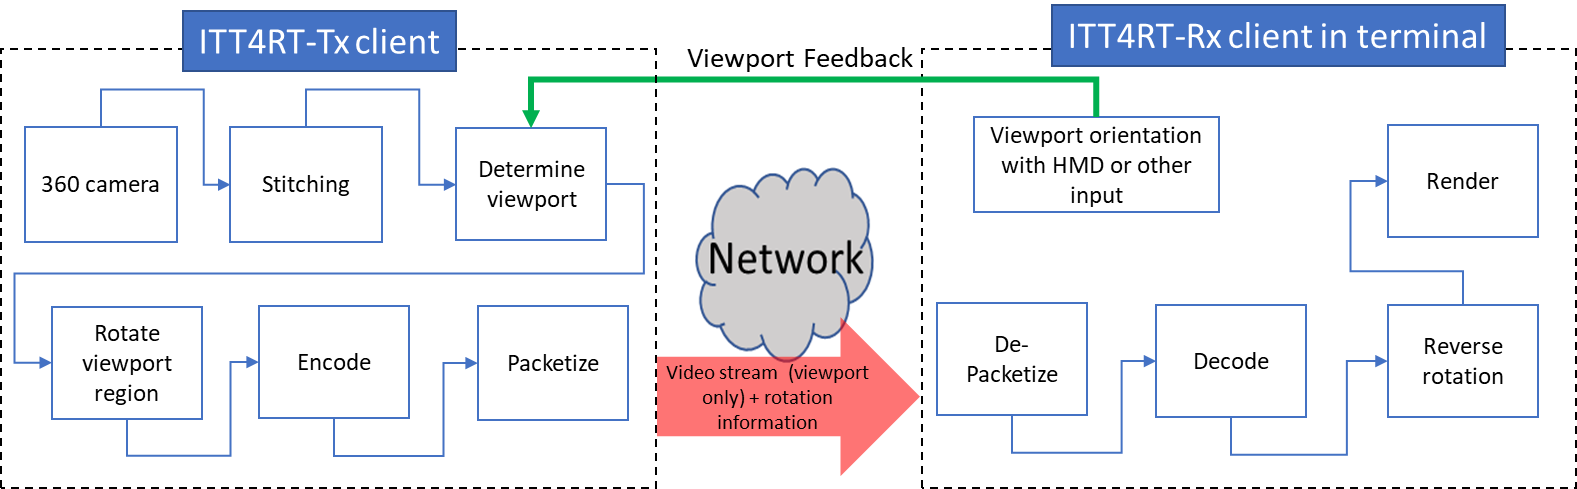 ITT4RT-Tx client
ITT4RT-Rx client in terminal
Viewport Feedback
360 camera
Stitching
Determine
viewport
Viewport orientation
with HMD or other
input
Render
Network
Rotate
viewport
region
Encode
Packetize
Video stream (viewport
only) + rotation
information
De-
Packetize
Decode
Reverse
rotation